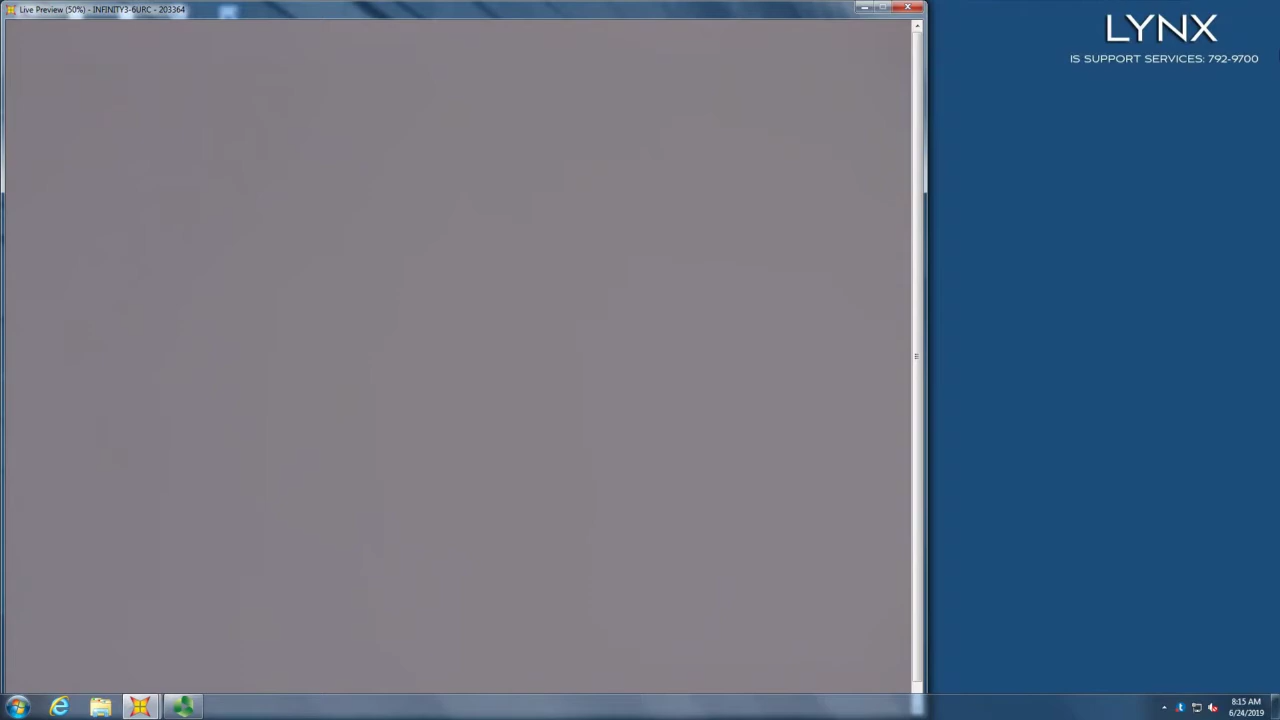 Live Preview (50%) - INFINITY3-6URC - 203364
LYNX
IS SUPPORT SERVICES: 792-9700
8:15 AM
6/24/2019